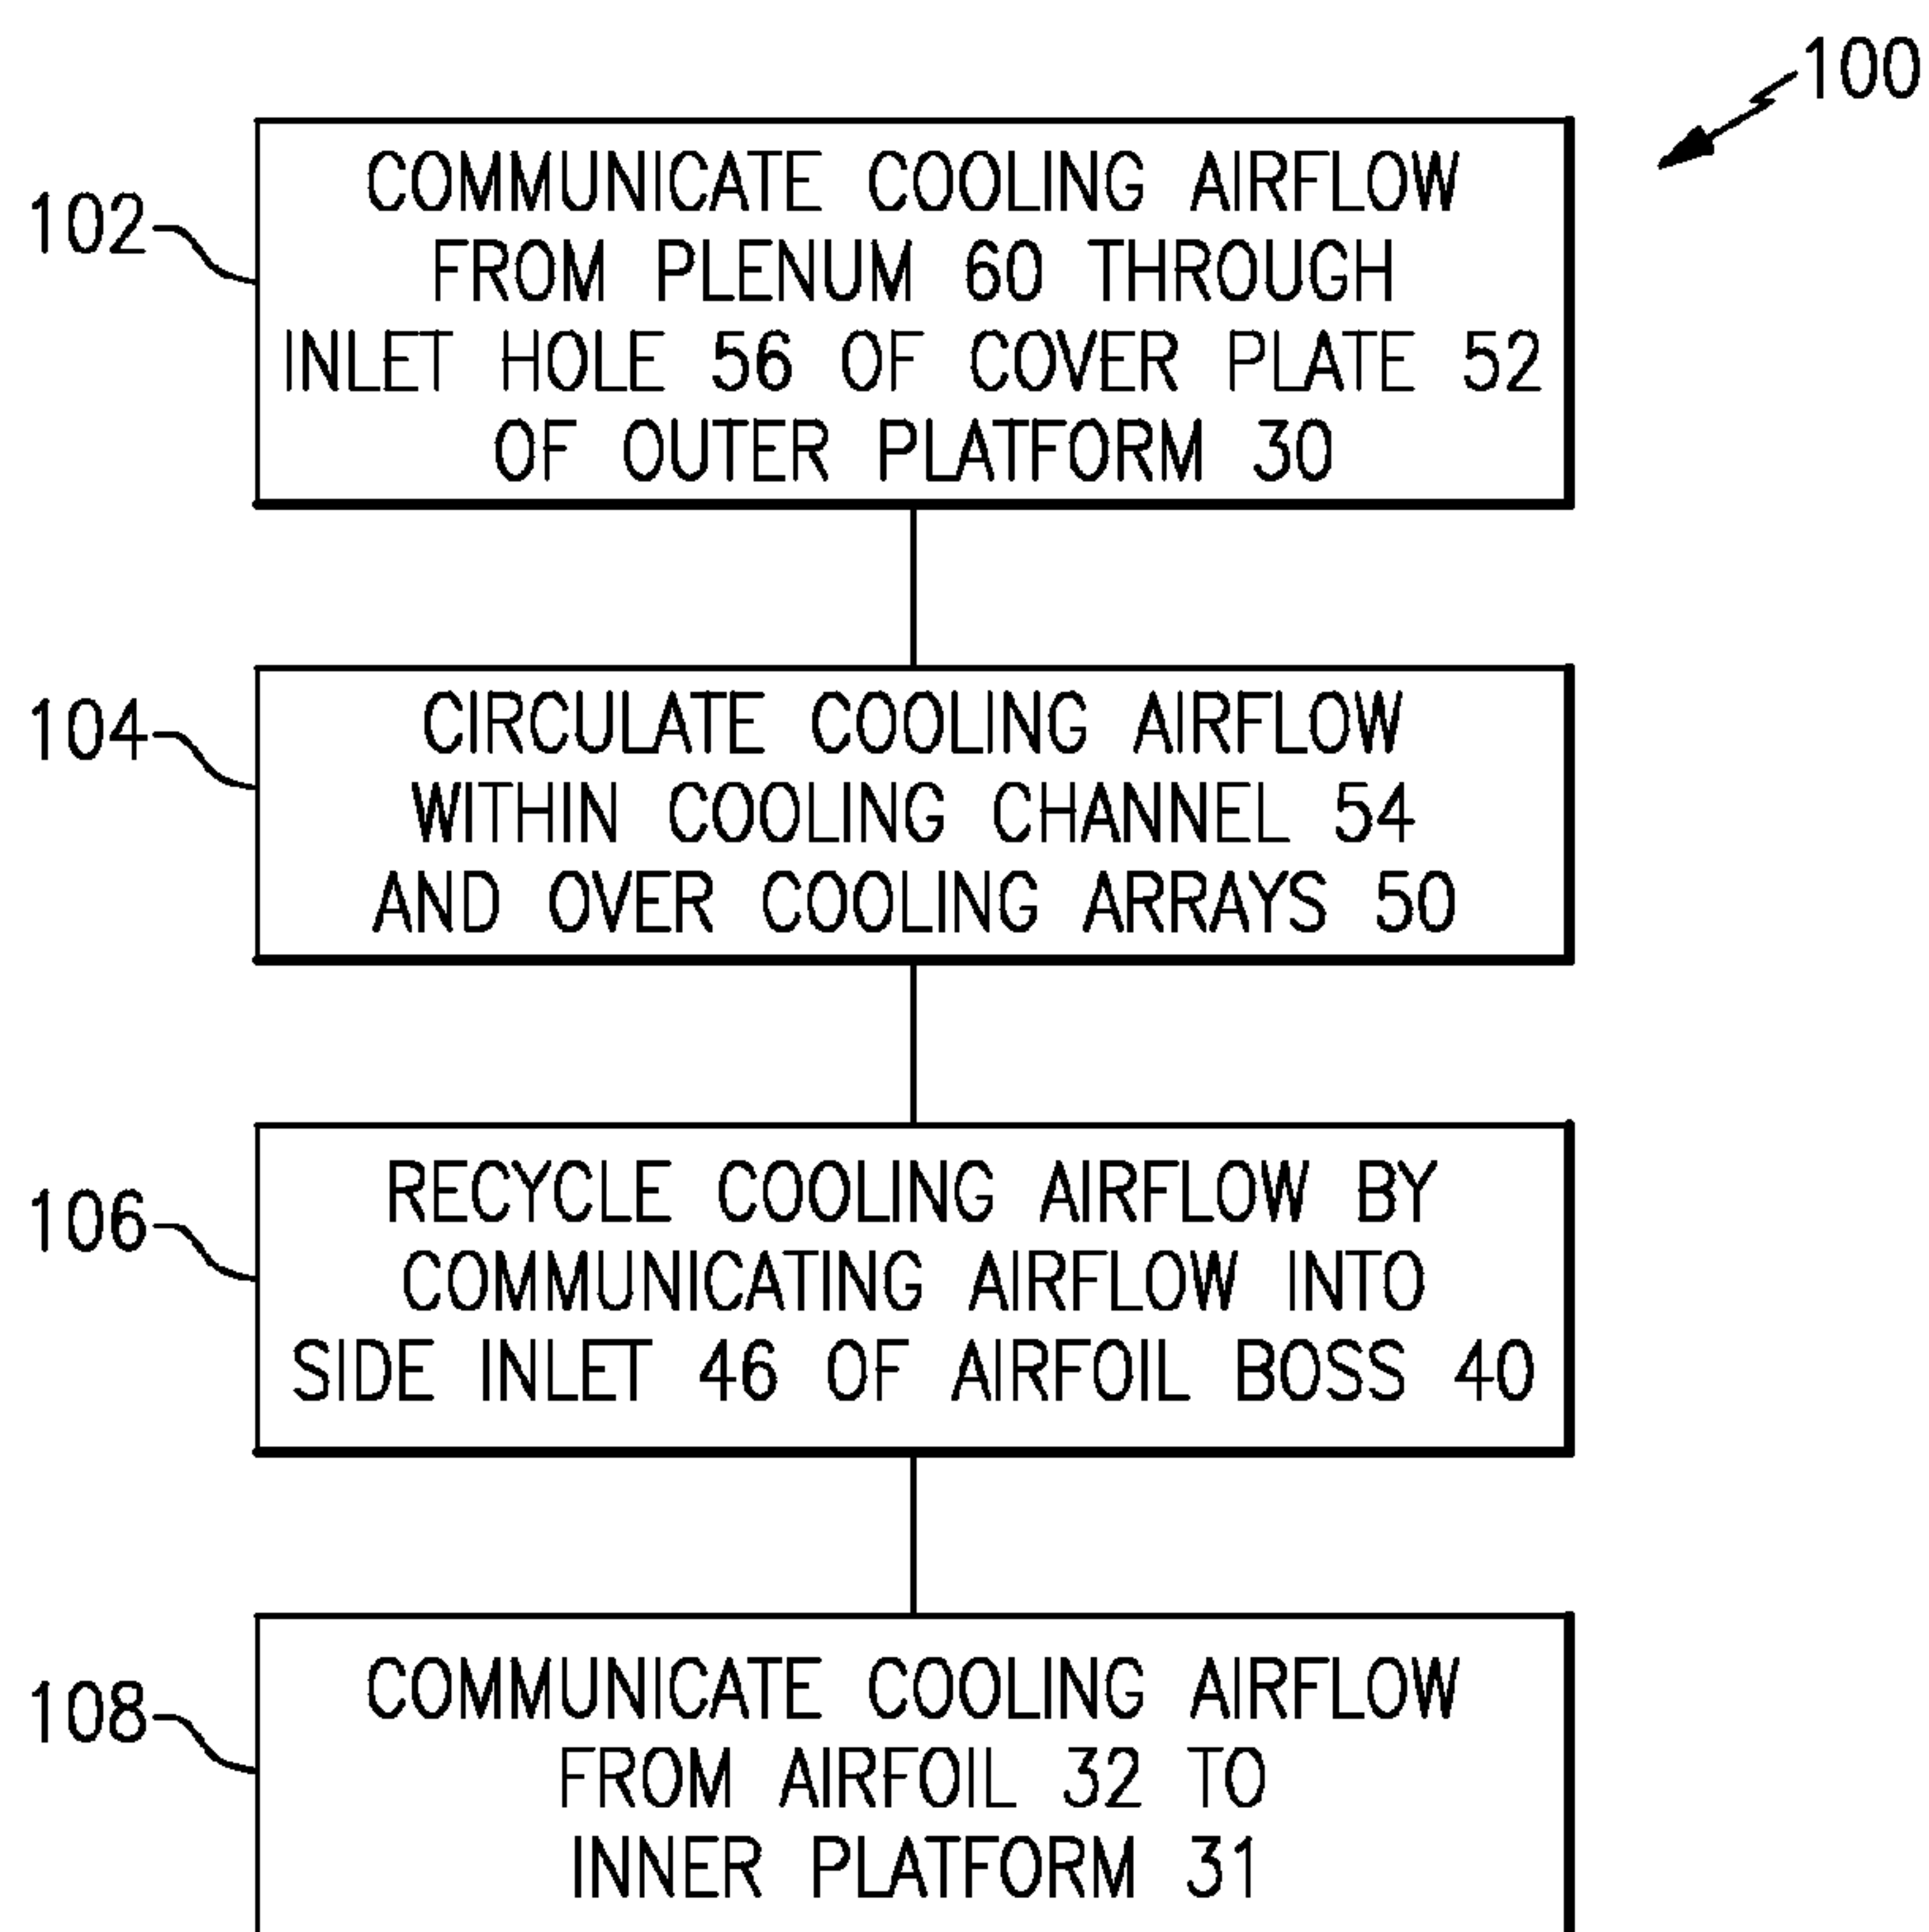 100
102
COMMUNICATE COOLING AIRFLOW
FROM PLENUM 60 THROUGH
INLET HOLE 56 OF COVER PLATE 52
OF OUTER PLATFORM 30
104
CIRCULATE COOLING AIRFLOW
WITHIN COOLING CHANNEL 54
AND OVER COOLING ARRAYS 50
106
RECYCLE COOLING AIRFLOW BY
COMMUNICATING AIRFLOW INTO
SIDE INLET 46 OF AIRFOIL BOSS 40
108
COMMUNICATE COOLING AIRFLOW
FROM AIRFOIL 32 TO
INNER PLATFORM 31